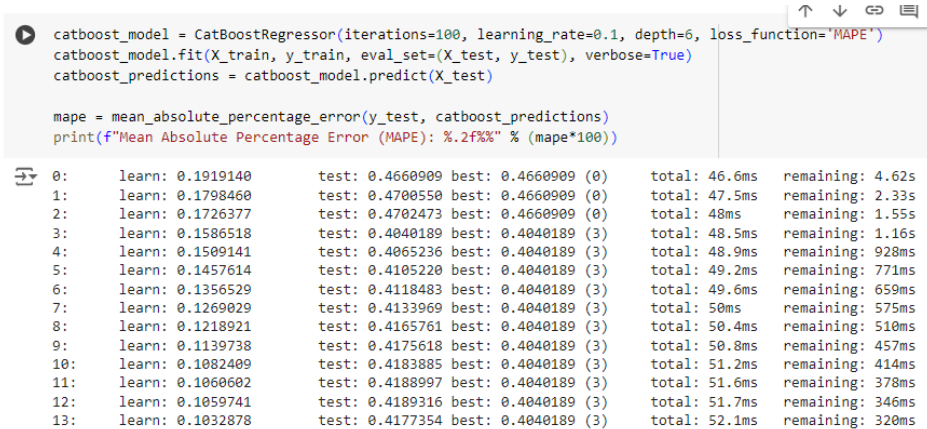 catboost_model = CatBoostRegressor(iterations=100, learning_rate=0.1, depth=6, loss_function='MAPE')
catboost_model.fit(X_train, y_train, eval_set=(X_test, y_test), verbose=True)
catboost_predictions = catboost_model.predict(X_test)
mape = mean_absolute_percentage_error(y_test, catboost_predictions)
print(f"Mean Absolute Percentage Error (MAPE): %.2f%%" % (mape*100))
0: learn: 0.1919140 test: 0.4660909 best: 0.4660909 (0) total: 46.6ms remaining: 4.62s
1: learn: 0.1798460 test: 0.4700550 best: 0.4660909 (0) total: 47.5ms remaining: 2.33s
2: learn: 0.1726377 test: 0.4702473 best: 0.4660909 (0) total: 48ms remaining: 1.55s
3: learn: 0.1586518 test: 0.4040189 best: 0.4040189 (3) total: 48.5ms remaining: 1.16s
4: learn: 0.1509141 test: 0.4065236 best: 0.4040189 (3) total: 48.9ms remaining: 928ms
5: learn: 0.1457614 test: 0.4105220 best: 0.4040189 (3) total: 49.2ms remaining: 771ms
6: learn: 0.1356529 test: 0.4118483 best: 0.4040189 (3) total: 49.6ms remaining: 659ms
7: learn: 0.1269029 test: 0.4133969 best: 0.4040189 (3) total: 50ms remaining: 575ms
8: learn: 0.1218921 test: 0.4165761 best: 0.4040189 (3) total: 50.4ms remaining: 510ms
9: learn: 0.1139738 test: 0.4175618 best: 0.4040189 (3) total: 50.8ms remaining: 457ms
10: learn: 0.1082409 test: 0.4183885 best: 0.4040189 (3) total: 51.2ms remaining: 414ms
11: learn: 0.1060602 test: 0.4188997 best: 0.4040189 (3) total: 51.6ms remaining: 378ms
12: learn: 0.1059741 test: 0.4189316 best: 0.4040189 (3) total: 51.7ms remaining: 346ms
13: learn: 0.1032878 test: 0.4177354 best: 0.4040189 (3) total: 52.1ms remaining: 320ms